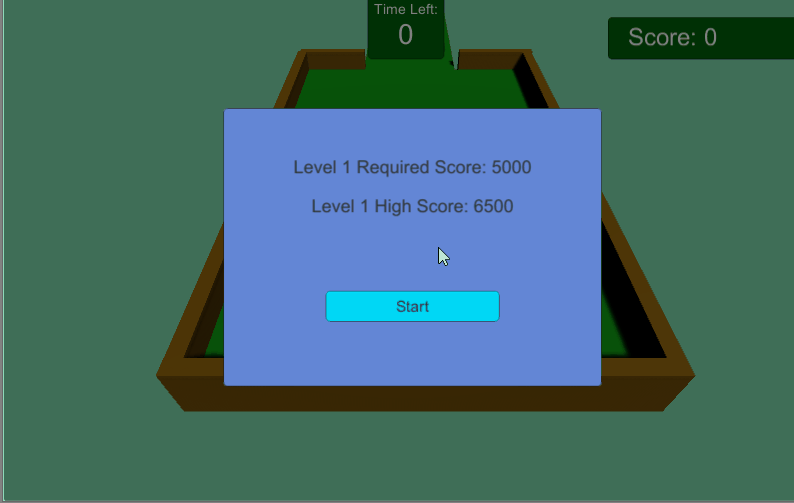 Time Left:
0
Score: 0
Level 1 Required Score: 5000
Level 1 High Score: 6500
Start